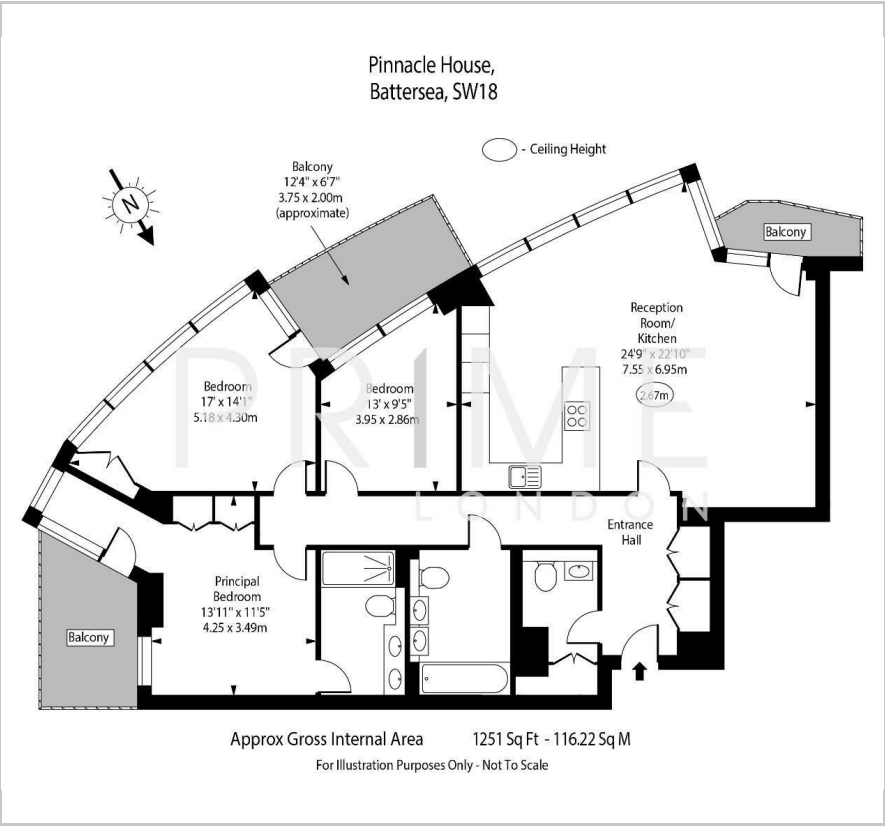 Pinnacle House,
Battersea, SW18
- Ceiling Height
N
Balcony
12'4" x 6'7"
3.75 x 2.00m
(approximate)
Balcony
Reception
Room/
Kitchen
24'9" x 22'10"
7.55 x 6.95m
2.67m
Bedroom
17' x 14'1"
5.18 x 4.30m
Bedroom
13' x 9'5"
3.95 x 2.86m
PRIME
LONDON
Entrance
Hall
Principal
Bedroom
13'11" x 11'5"
4.25 x 3.49m
Balcony
Approx Gross Internal Area 1251 Sq Ft - 116.22 Sq M
For Illustration Purposes Only - Not To Scale